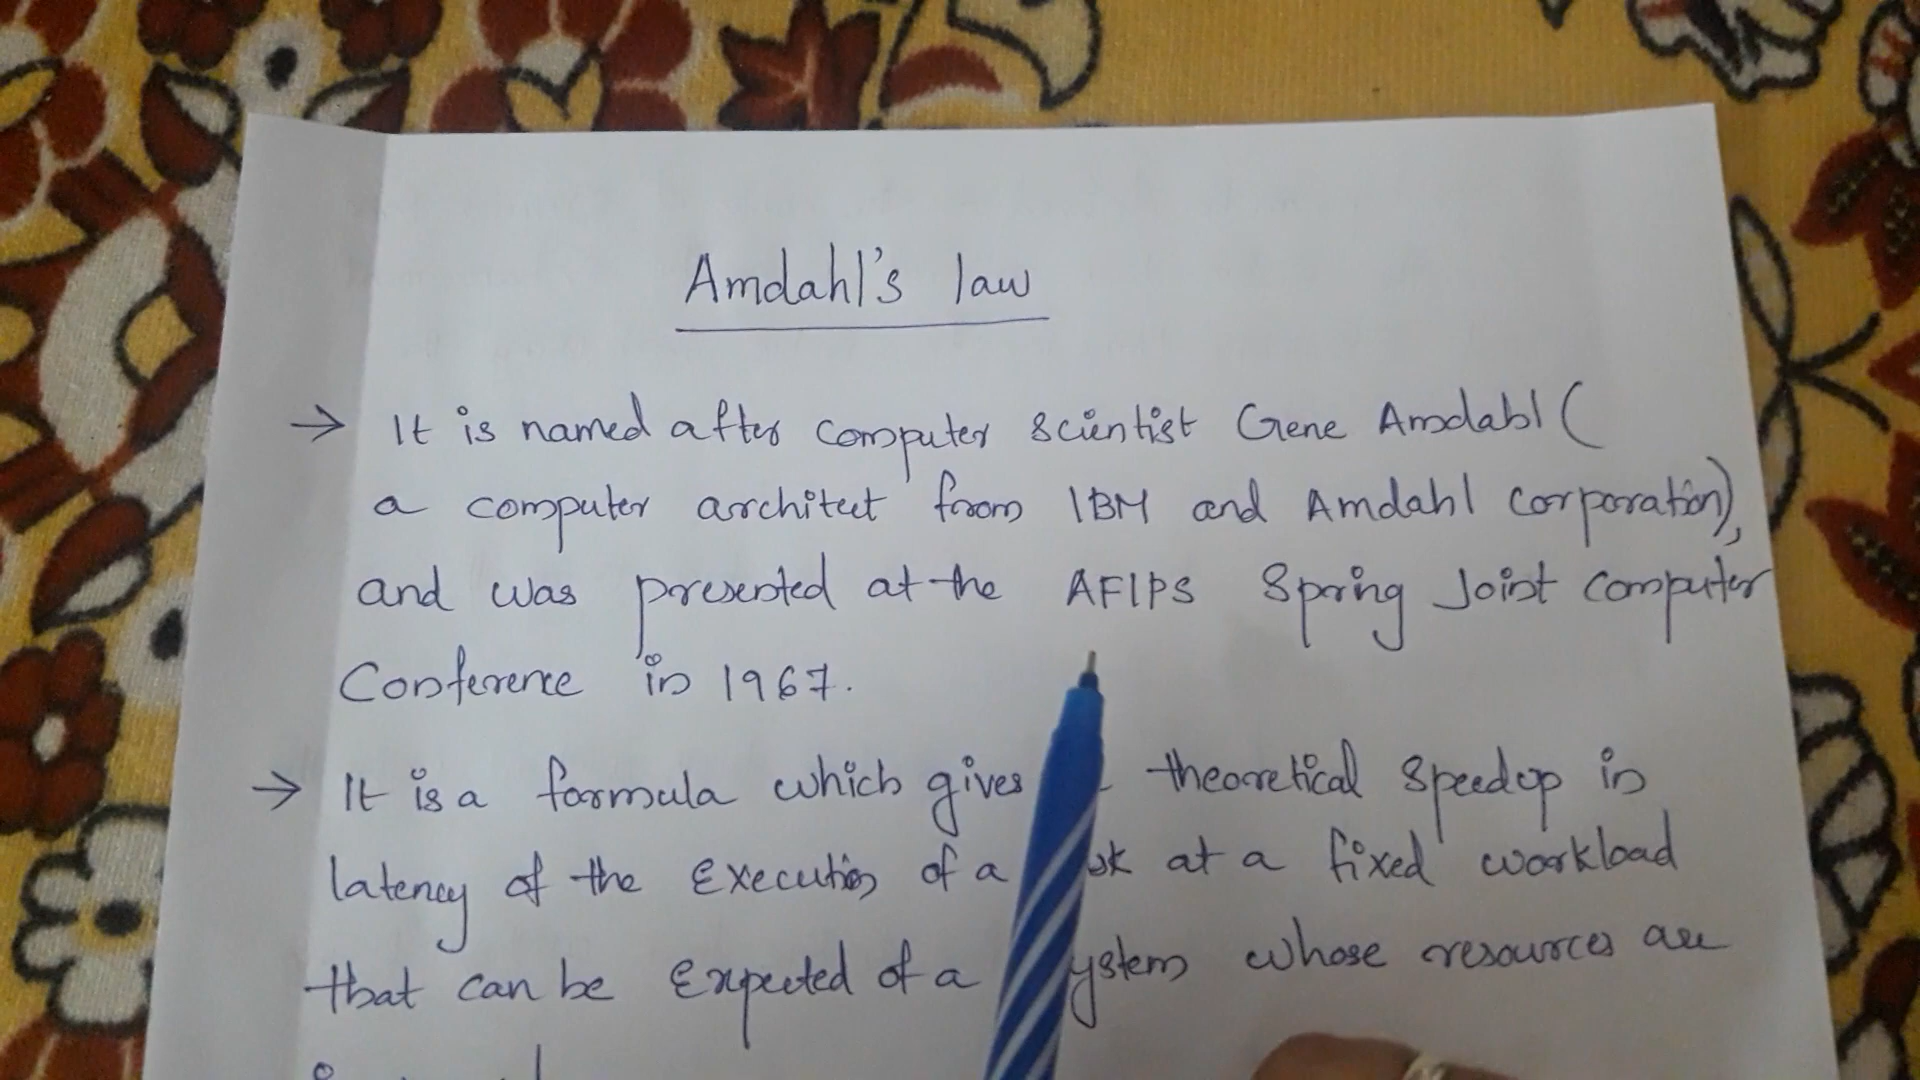 Amdahl's law
→ It is named after computer scientist Gene Amdahl (
a computer architect from IBM and Amdahl corporation),
and was presented at the AFIPS Spring Joint Computer
Conference in 1967.
→ It is a formula which gives theoretical speedup in
latency of the execution of a at a fixed workload
that can be expected of a whose resources are